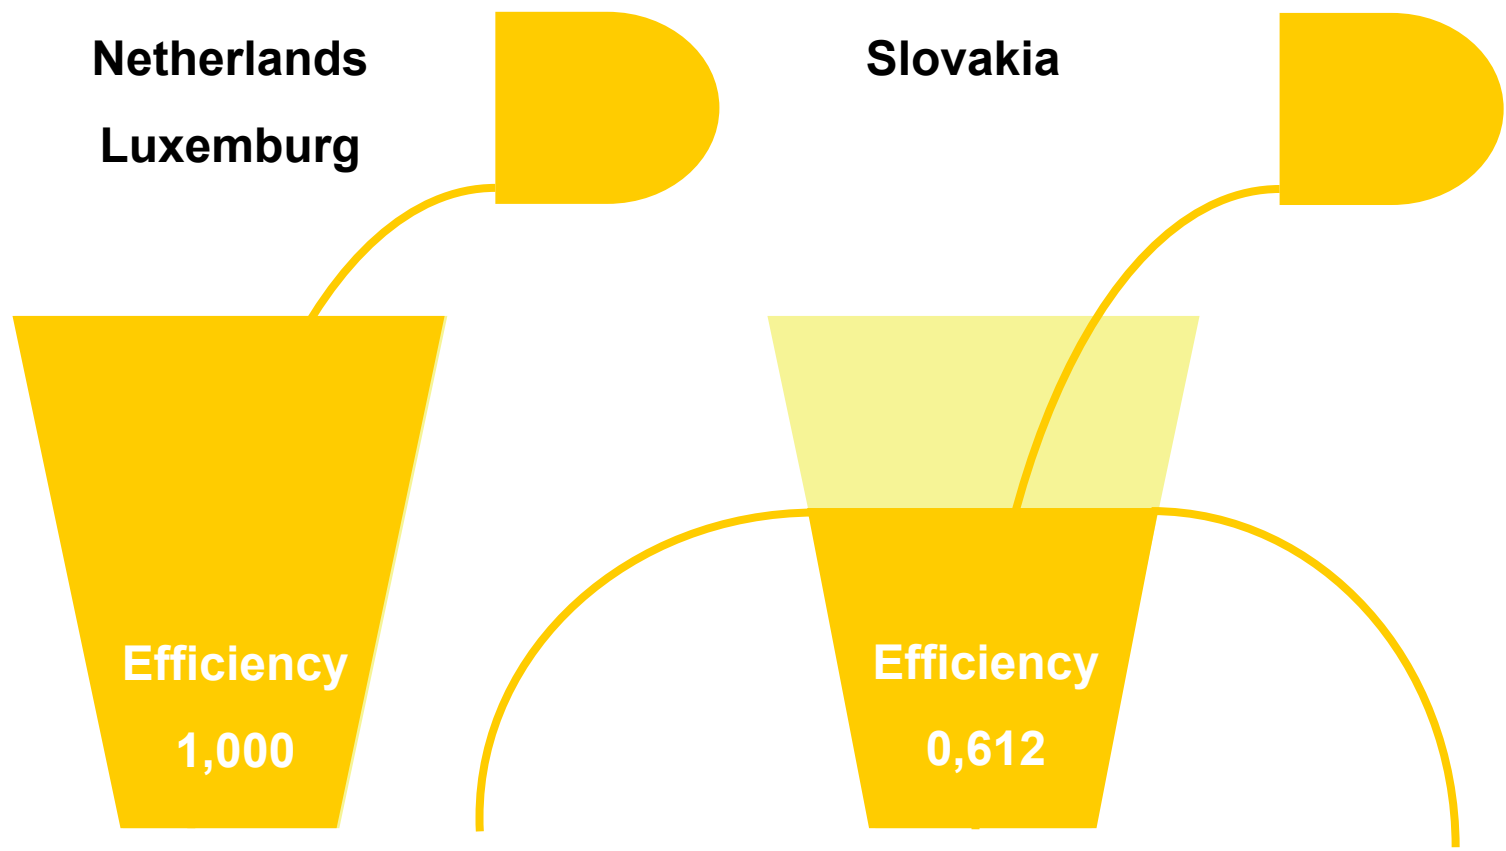 Netherlands
Luxemburg
Efficiency
1,000
Slovakia
Efficiency
0,612